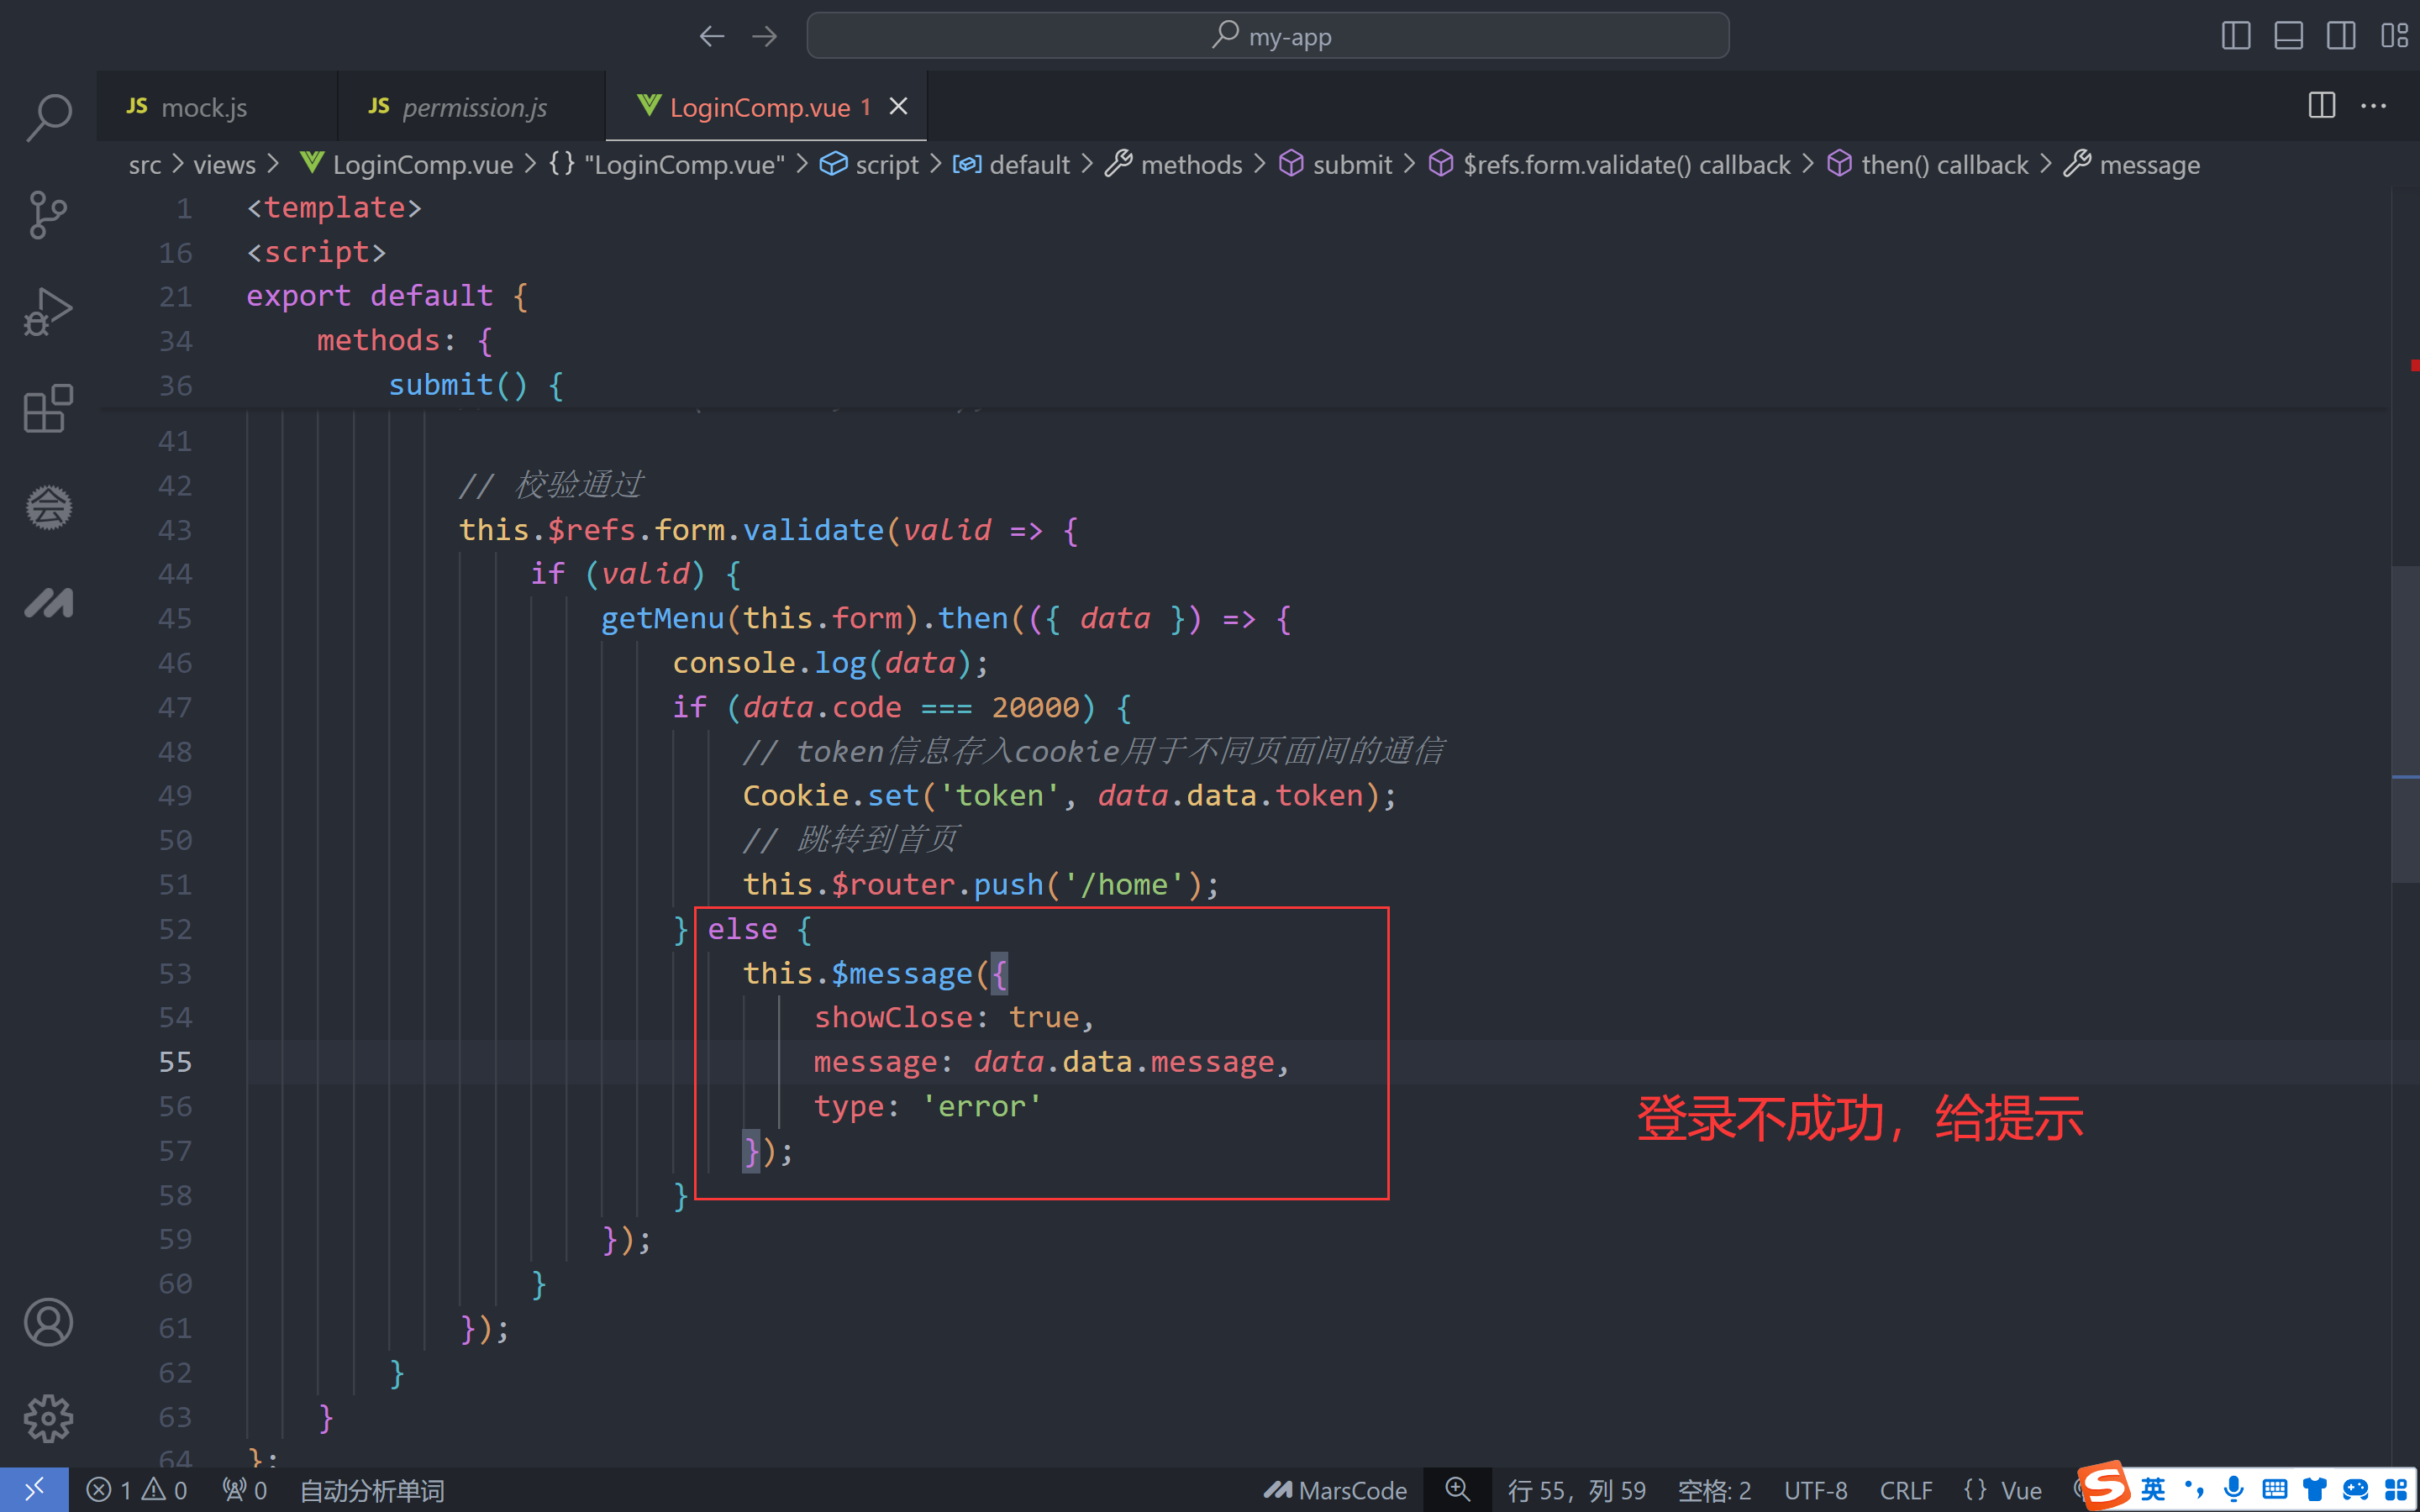 my-app
JS mock.js
JS permission.js
LoginComp.vue 1
src > views > LoginComp.vue > {} "LoginComp.vue" > script > default > methods > submit > $refs.form.validate() callback > then() callback > message
1 <template>
16 <script>
21 export default {
34 methods: {
36 submit() {
41
42 // 校验通过
43 this.$refs.form.validate(valid => {
44 if (valid) {
45 getMenu(this.form).then(({ data }) => {
46 console.log(data);
47 if (data.code === 20000) {
48 // token信息存入cookie用于不同页面间的通信
49 Cookie.set('token', data.data.token);
50 // 跳转到首页
51 this.$router.push('/home');
52 } else {
53 this.$message({
54 showClose: true,
55 message: data.data.message,
56 type: 'error'
57 });
58 }
59 });
60 }
61 });
62 }
63 }
64 };
登录不成功，给提示
1 0 0 自动分析单词 MarsCode 行 55，列 59 空格: 2 UTF-8 CRLF {} Vue
S 英